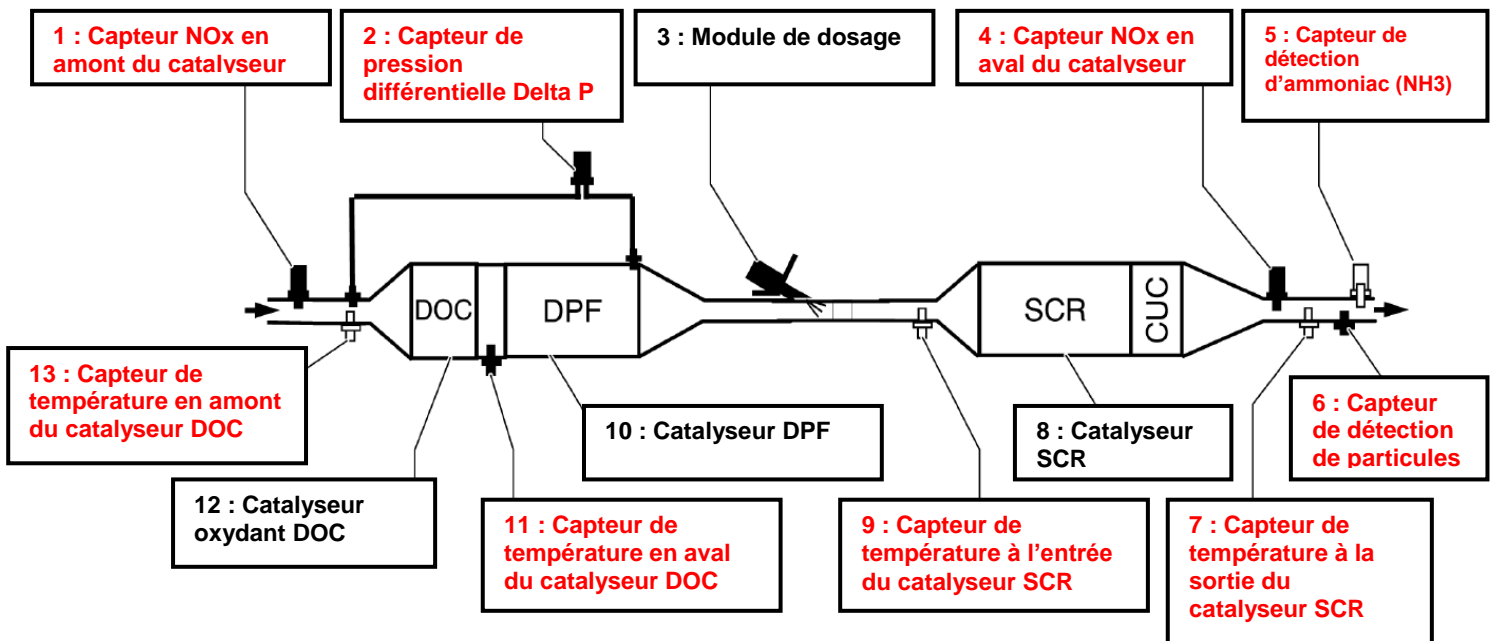 1 : Capteur NOx en
amont du catalyseur
2 : Capteur de
pression
différentielle Delta P
3 : Module de dosage
4 : Capteur NOx en
aval du catalyseur
5 : Capteur de
détection
d'ammoniac (NH3)
DOC
DPF
SCR
CUC
13 : Capteur de
température en amont
du catalyseur DOC
10 : Catalyseur DPF
8 : Catalyseur
SCR
6 : Capteur
de détection
de particules
12 : Catalyseur
oxydant DOC
11 : Capteur de
température en aval
du catalyseur DOC
9 : Capteur de
température à l'entrée
du catalyseur SCR
7 : Capteur de
température à la
sortie du
catalyseur SCR